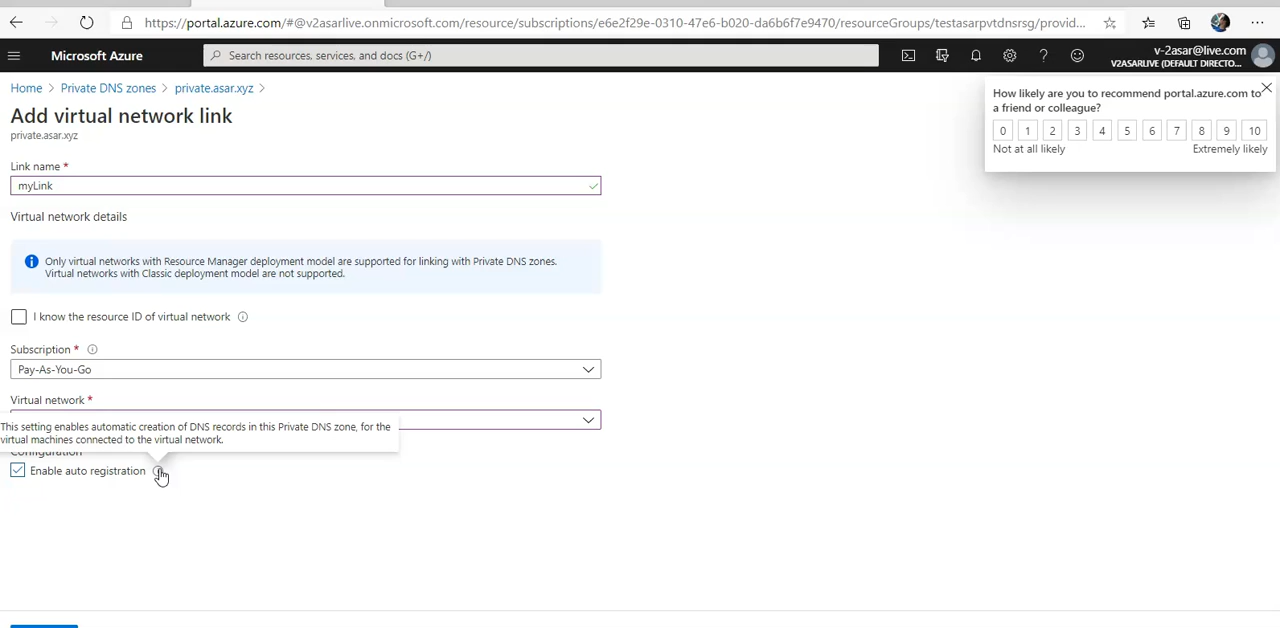 https://portal.azure.com/#@v2asarlive.onmicrosoft.com/resource/subscriptions/e6e2f29e-0310-47e6-b020-da6b6f7e9470/resourceGroups/testasarpvtdnsrsg/provid...
Microsoft Azure
Search resources, services, and docs (G+/)
v-2asar@live.com
V2ASARLIVE (DEFAULT DIRECTO...
Home > Private DNS zones > private.asar.xyz >
Add virtual network link
private.asar.xyz
How likely are you to recommend portal.azure.com to
a friend or colleague?
0 1 2 3 4 5 6 7 8 9 10
Not at all likely Extremely likely
Link name *
myLink
Virtual network details
Only virtual networks with Resource Manager deployment model are supported for linking with Private DNS zones.
Virtual networks with Classic deployment model are not supported.
I know the resource ID of virtual network
Subscription *
Pay-As-You-Go
Virtual network *
This setting enables automatic creation of DNS records in this Private DNS zone, for the
virtual machines connected to the virtual network.
Configuration
Enable auto registration